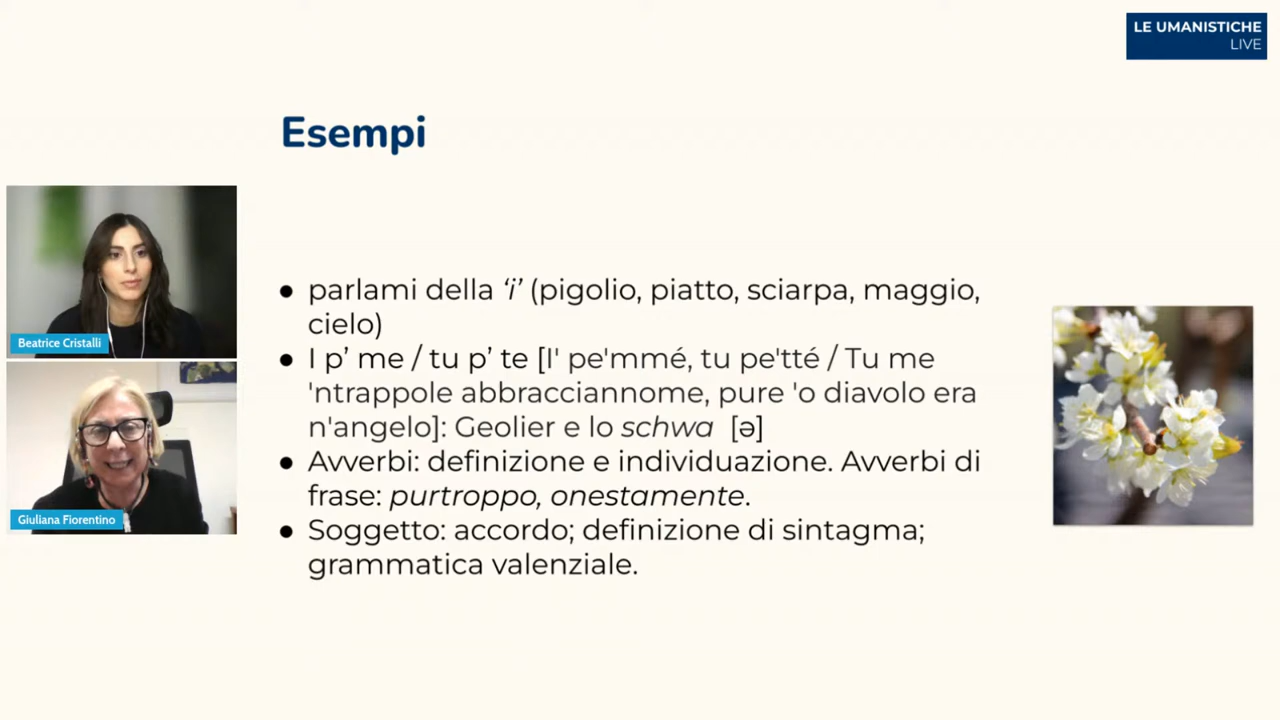 LE UMANISTICHE
LIVE
Esempi
Beatrice Cristalli
Giuliana Fiorentino
● parlami della ‘i’ (pigolio, piatto, sciarpa, maggio,
cielo)
● I p’ me / tu p’ te [I' pe'mmé, tu pe'tté / Tu me
'ntrappole abbracciannome, pure 'o diavolo era
n'angelo]: Geolier e lo schwa [ə]
● Avverbi: definizione e individuazione. Avverbi di
frase: purtroppo, onestamente.
● Soggetto: accordo; definizione di sintagma;
grammatica valenziale.